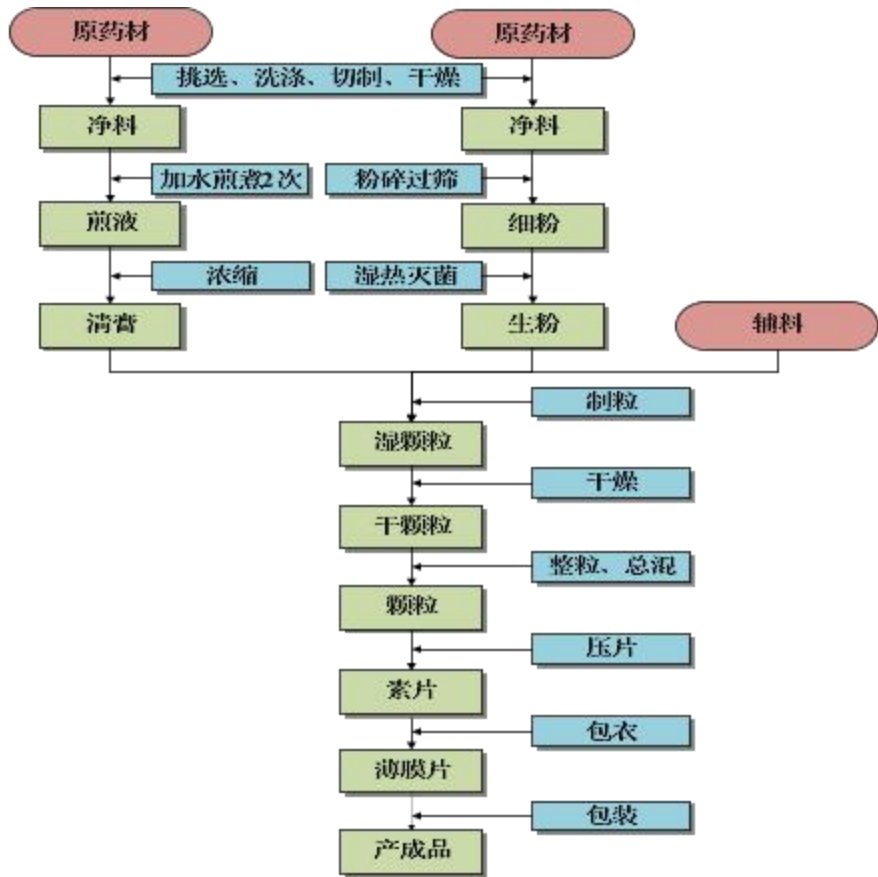 原药材
原药材
挑选、洗涤、切制、干燥
净料
净料
加水煎煮2次
粉碎过筛
煎液
细粉
浓缩
湿热灭菌
清膏
生粉
辅料
制粒
湿颗粒
干燥
干颗粒
整粒、总混
颗粒
压片
素片
包衣
薄膜片
包装
产成品